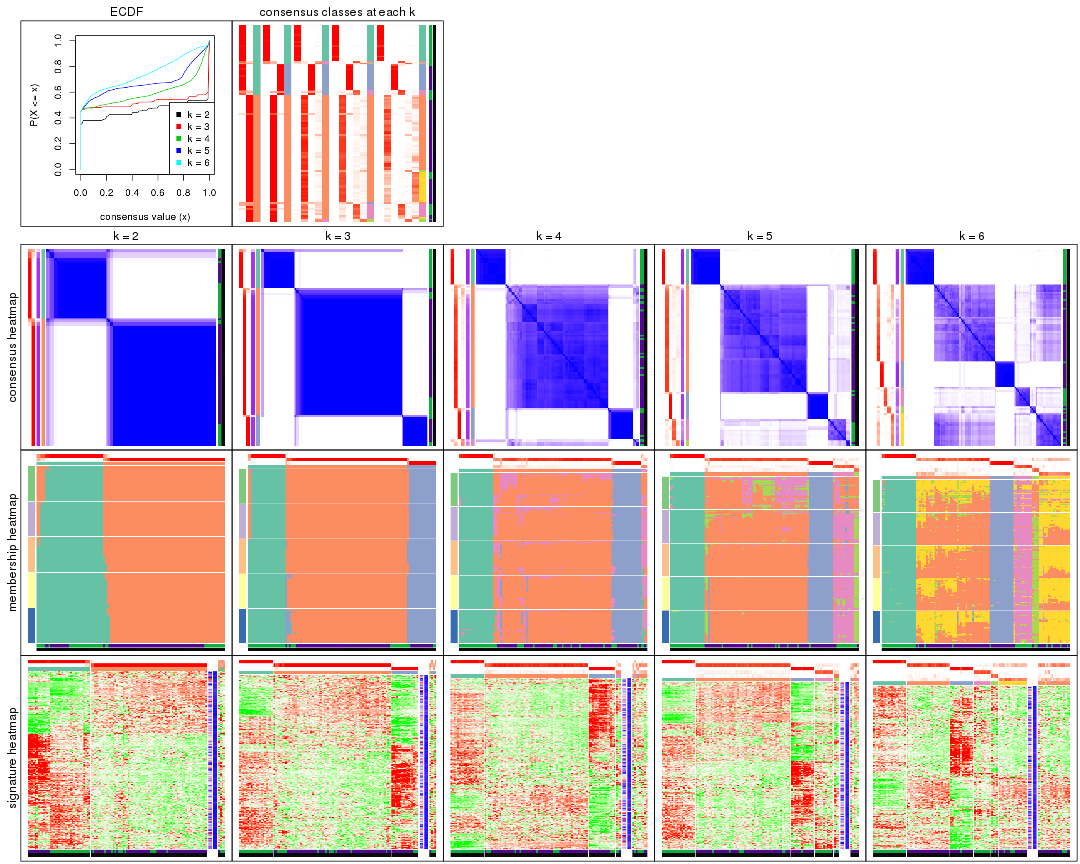 ECDF
consensus classes at each k
P(X <= x)
0.0 0.2 0.4 0.6 0.8 1.0
k = 2
k = 3
k = 4
k = 5
k = 6
0.0 0.2 0.4 0.6 0.8 1.0
consensus value (x)
k = 2 k = 3 k = 4 k = 5 k = 6
consensus heatmap
membership heatmap
signature heatmap